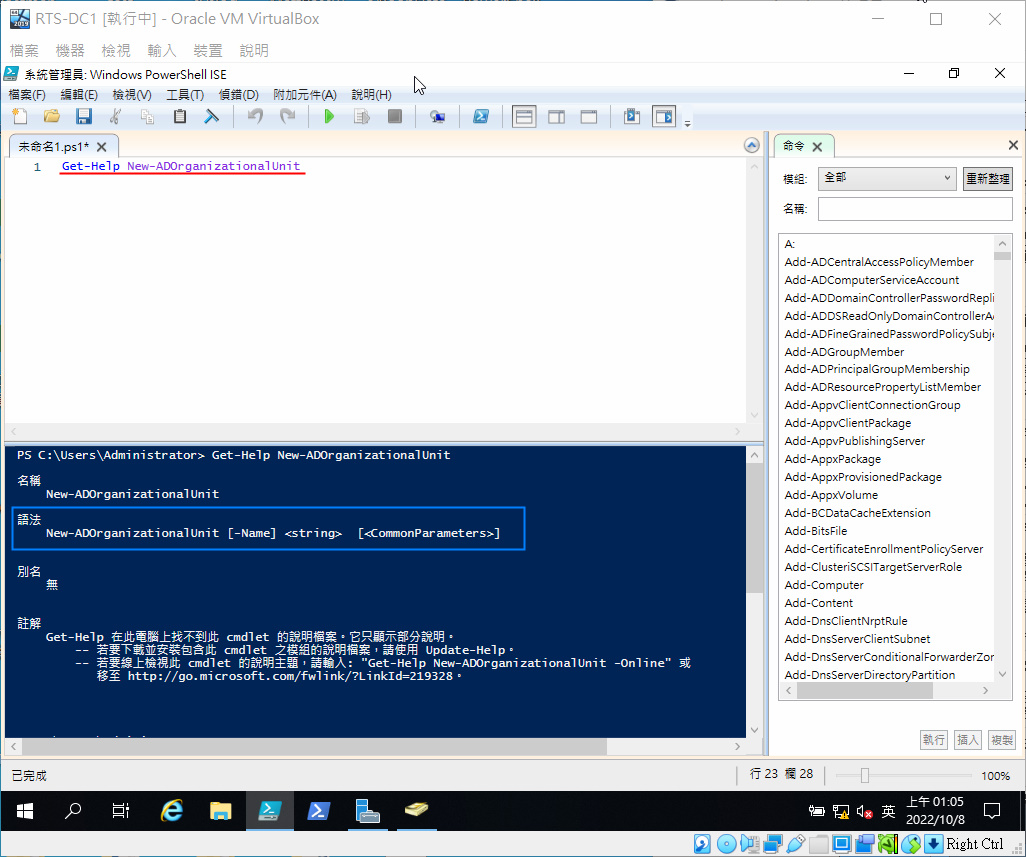 RTS-DC1 [執行中] - Oracle VM VirtualBox
檔案 機器 檢視 輸入 裝置 說明
系統管理員: Windows PowerShell ISE
檔案(F) 編輯(E) 檢視(V) 工具(T) 偵錯(D) 附加元件(A) 說明(H)
未命名1.ps1*
1 Get-Help New-ADOrganizationalUnit
PS C:\Users\Administrator> Get-Help New-ADOrganizationalUnit
名稱
New-ADOrganizationalUnit
語法
New-ADOrganizationalUnit [-Name] <string> [<CommonParameters>]
別名
無
註解
Get-Help 在此電腦上找不到此 cmdlet 的說明檔案。它只顯示部分說明。
-- 若要下載並安裝包含此 cmdlet 之模組的說明檔案，請使用 Update-Help。
-- 若要線上檢視此 cmdlet 的說明主題，請輸入: "Get-Help New-ADOrganizationalUnit -Online" 或
移至 http://go.microsoft.com/fwlink/?LinkId=219328。
命令
模組: 全部 重新整理
名稱:
A:
Add-ADCentralAccessPolicyMember
Add-ADComputerServiceAccount
Add-ADDomainControllerPasswordRepli
Add-ADDSReadOnlyDomainControllerAc
Add-ADFineGrainedPasswordPolicySubje
Add-ADGroupMember
Add-ADPrincipalGroupMembership
Add-ADResourcePropertyListMember
Add-AppvClientConnectionGroup
Add-AppvClientPackage
Add-AppvPublishingServer
Add-AppxPackage
Add-AppxProvisionedPackage
Add-AppxVolume
Add-BCDataCacheExtension
Add-BitsFile
Add-CertificateEnrollmentPolicyServer
Add-ClusteriSCSITargetServerRole
Add-Computer
Add-Content
Add-DnsClientNrptRule
Add-DnsServerClientSubnet
Add-DnsServerConditionalForwarderZon
Add-DnsServerDirectoryPartition
執行 插入 複製
已完成 行 23 欄 28 100%
英 上午 01:05
2022/10/8
Right Ctrl